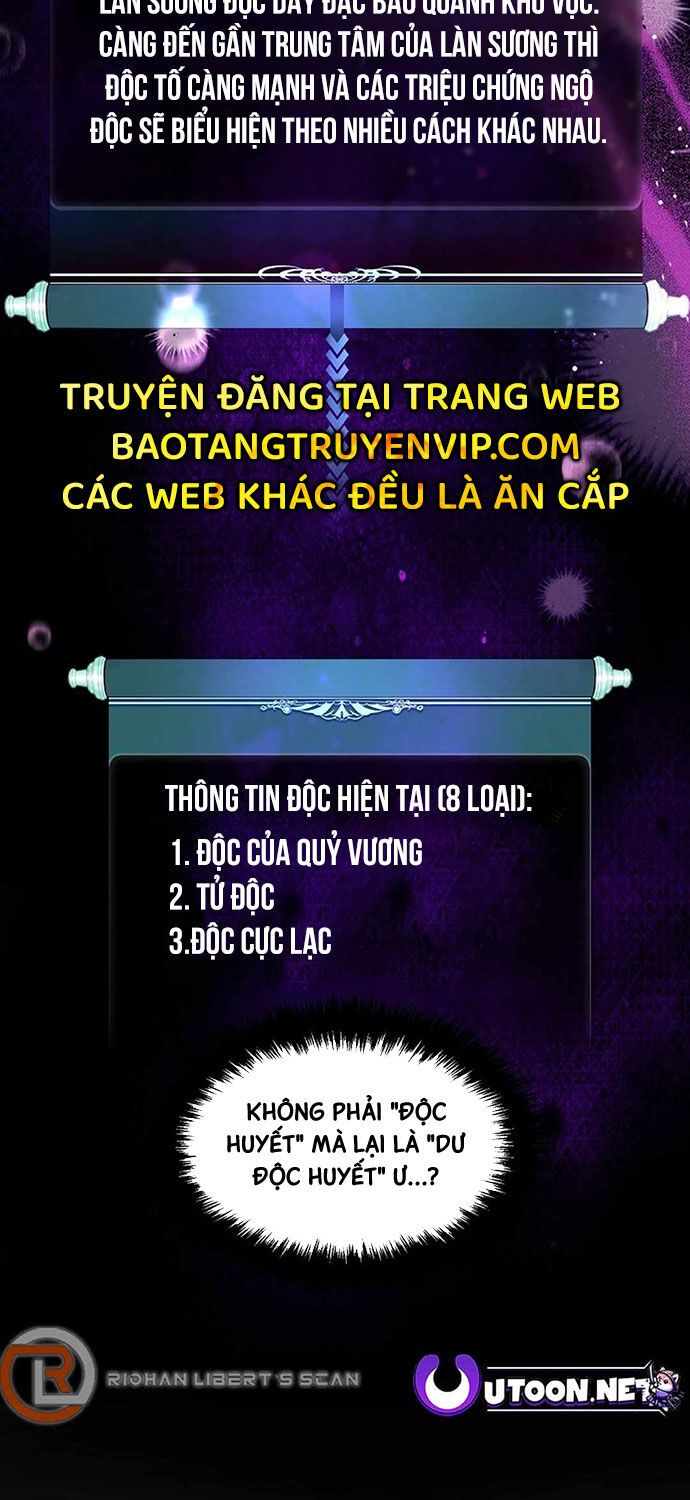 LÀN SƯƠNG ĐỘC DÀY ĐẶC BAO QUANH KHU VỰC.
CÀNG ĐẾN GẦN TRUNG TÂM CỦA LÀN SƯƠNG THÌ
ĐỘC TỐ CÀNG MẠNH VÀ CÁC TRIỆU CHỨNG NGỘ
ĐỘC SẼ BIỂU HIỆN THEO NHIỀU CÁCH KHÁC NHAU.
TRUYỆN ĐĂNG TẠI TRANG WEB
BAOTANGTRUYENVIP.COM
CÁC WEB KHÁC ĐỀU LÀ ĂN CẮP
THÔNG TIN ĐỘC HIỆN TẠI (8 LOẠI):
1. ĐỘC CỦA QUỶ VƯƠNG
2. TỬ ĐỘC
3.ĐỘC CỰC LẠC
KHÔNG PHẢI "ĐỘC
HUYẾT" MÀ LẠI LÀ "DƯ
ĐỘC HUYẾT" Ư...?
RIOHAN LIBERT'S SCAN
UTOON.NET